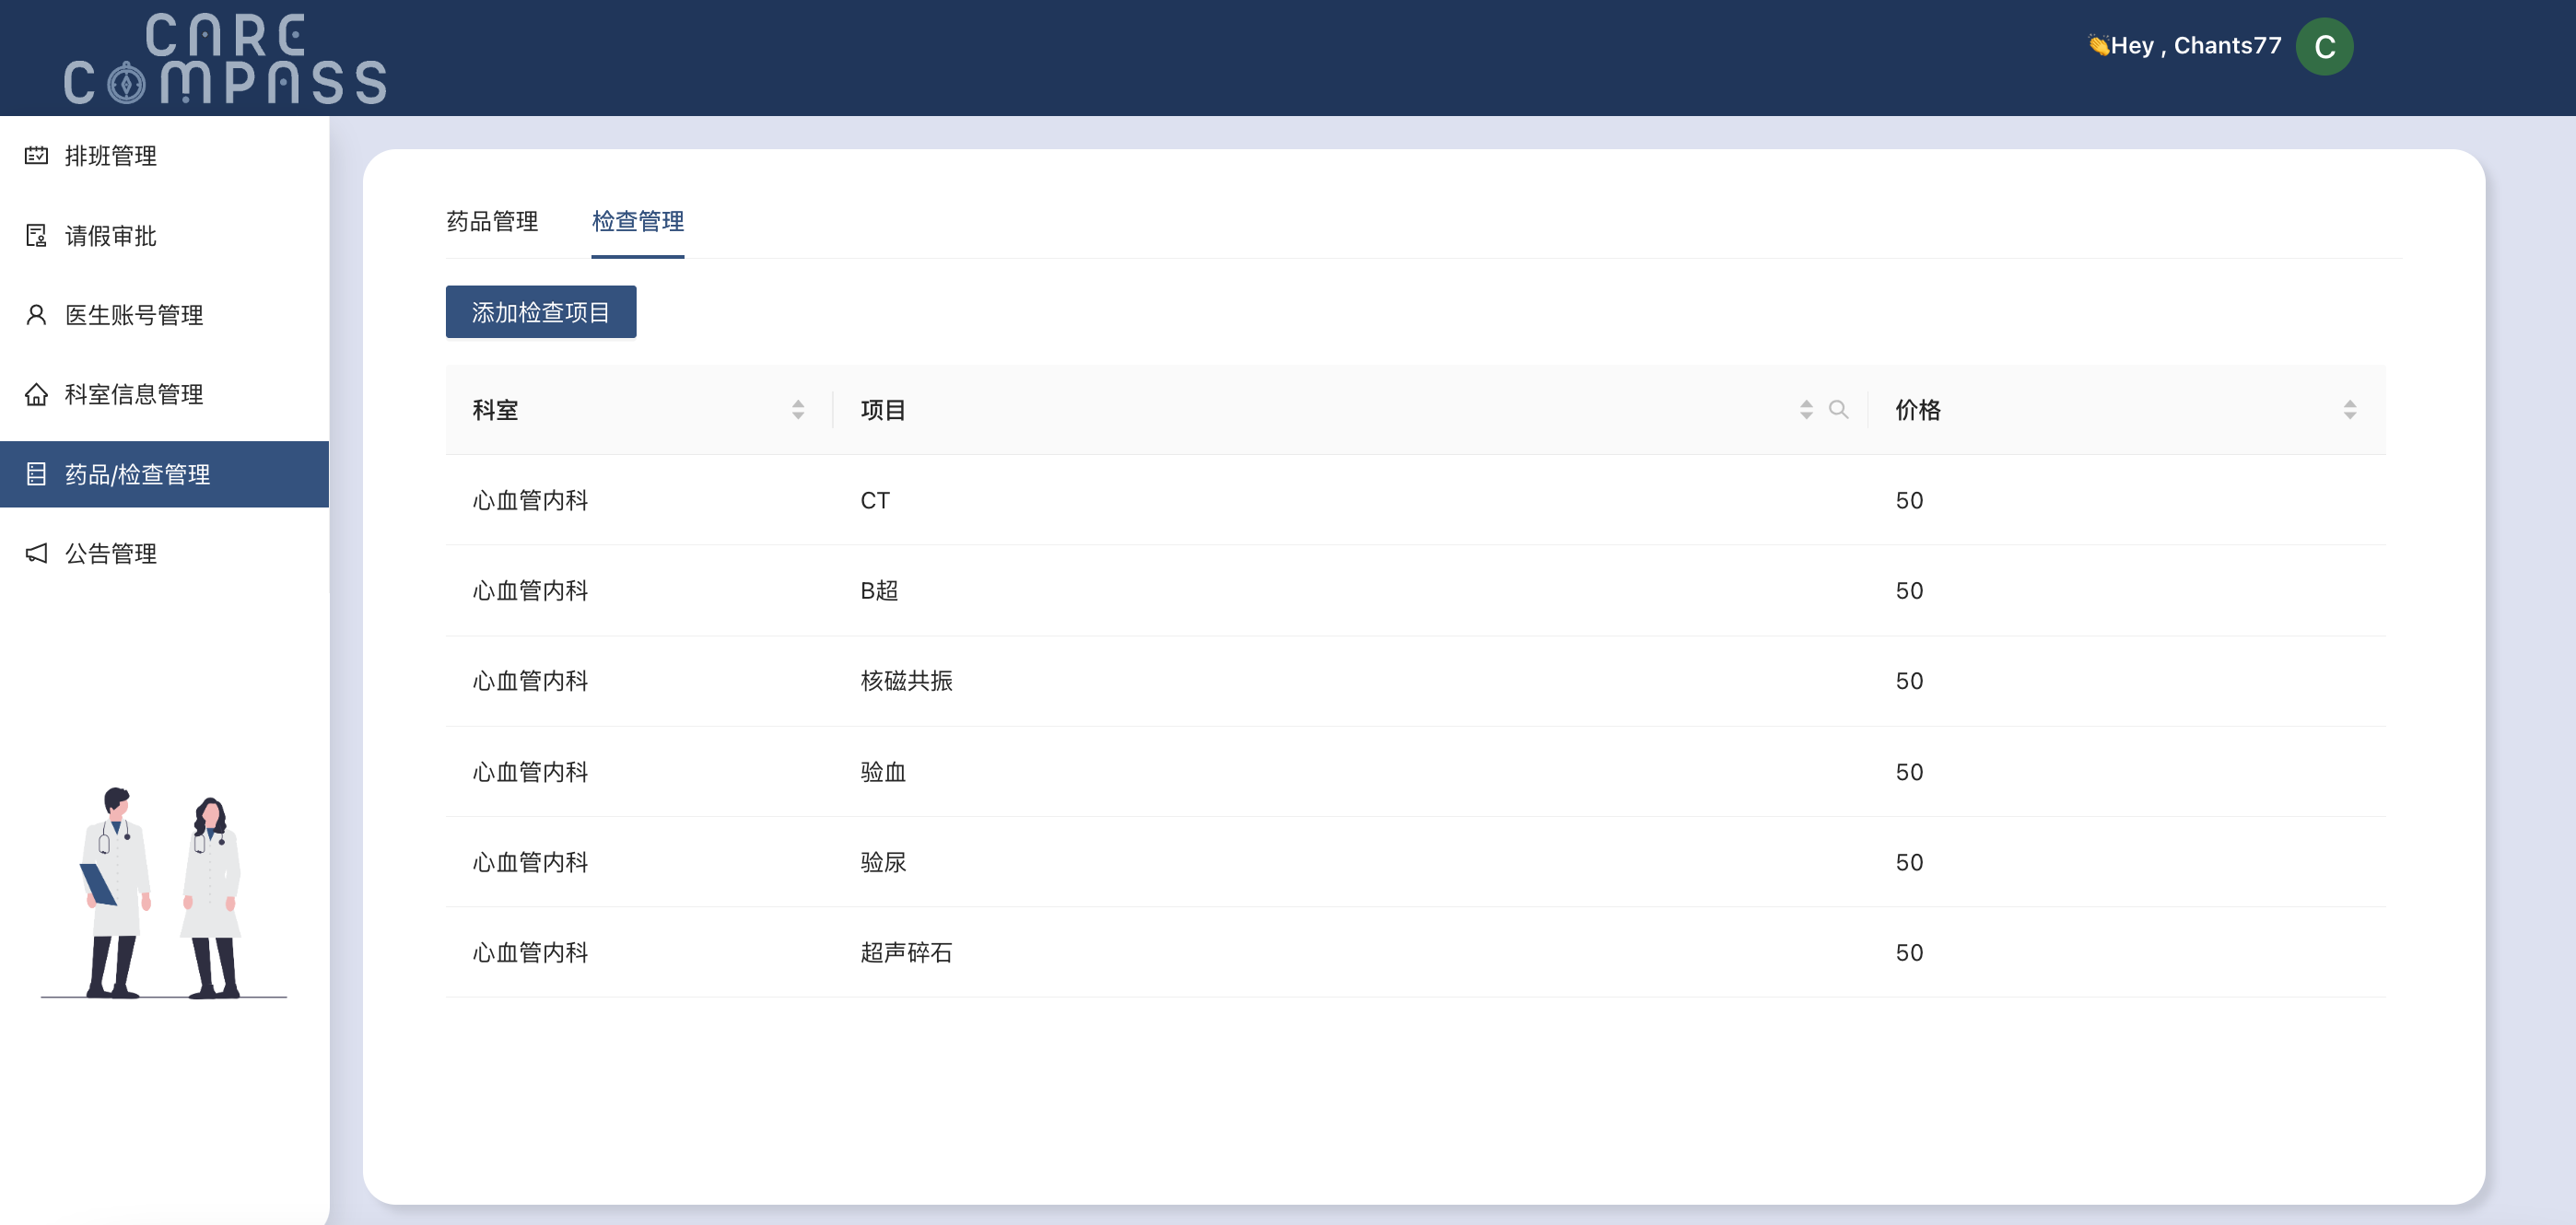 CARE
COMPASS
👏Hey , Chants77
C
排班管理
请假审批
医生账号管理
科室信息管理
药品/检查管理
公告管理
药品管理 检查管理
添加检查项目
科室 项目 价格
心血管内科 CT 50
心血管内科 B超 50
心血管内科 核磁共振 50
心血管内科 验血 50
心血管内科 验尿 50
心血管内科 超声碎石 50